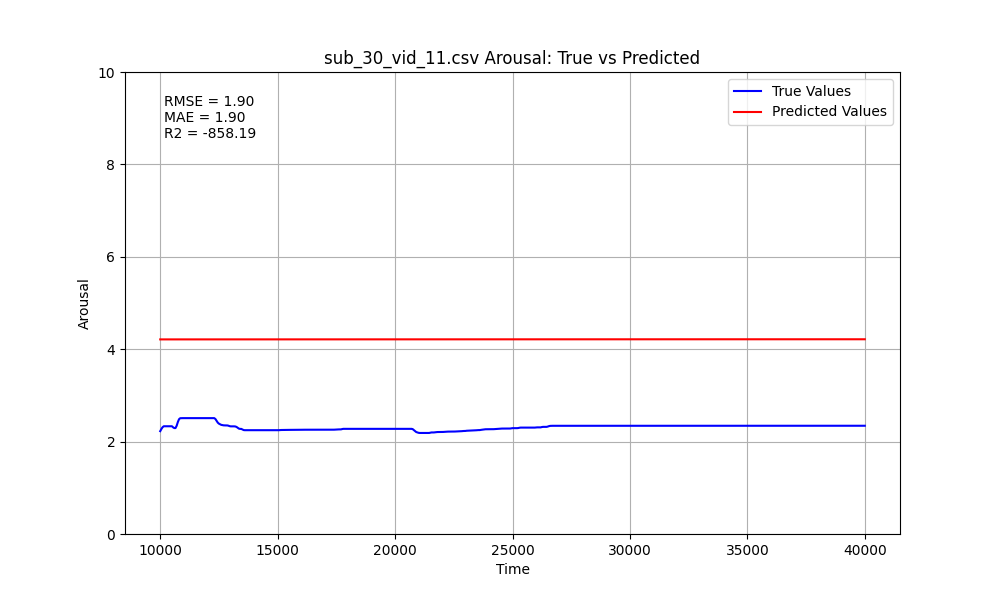 sub_30_vid_11.csv Arousal: True vs Predicted
RMSE = 1.90
MAE = 1.90
R2 = -858.19
True Values
Predicted Values
10
8
6
4
2
0
Arousal
10000 15000 20000 25000 30000 35000 40000
Time